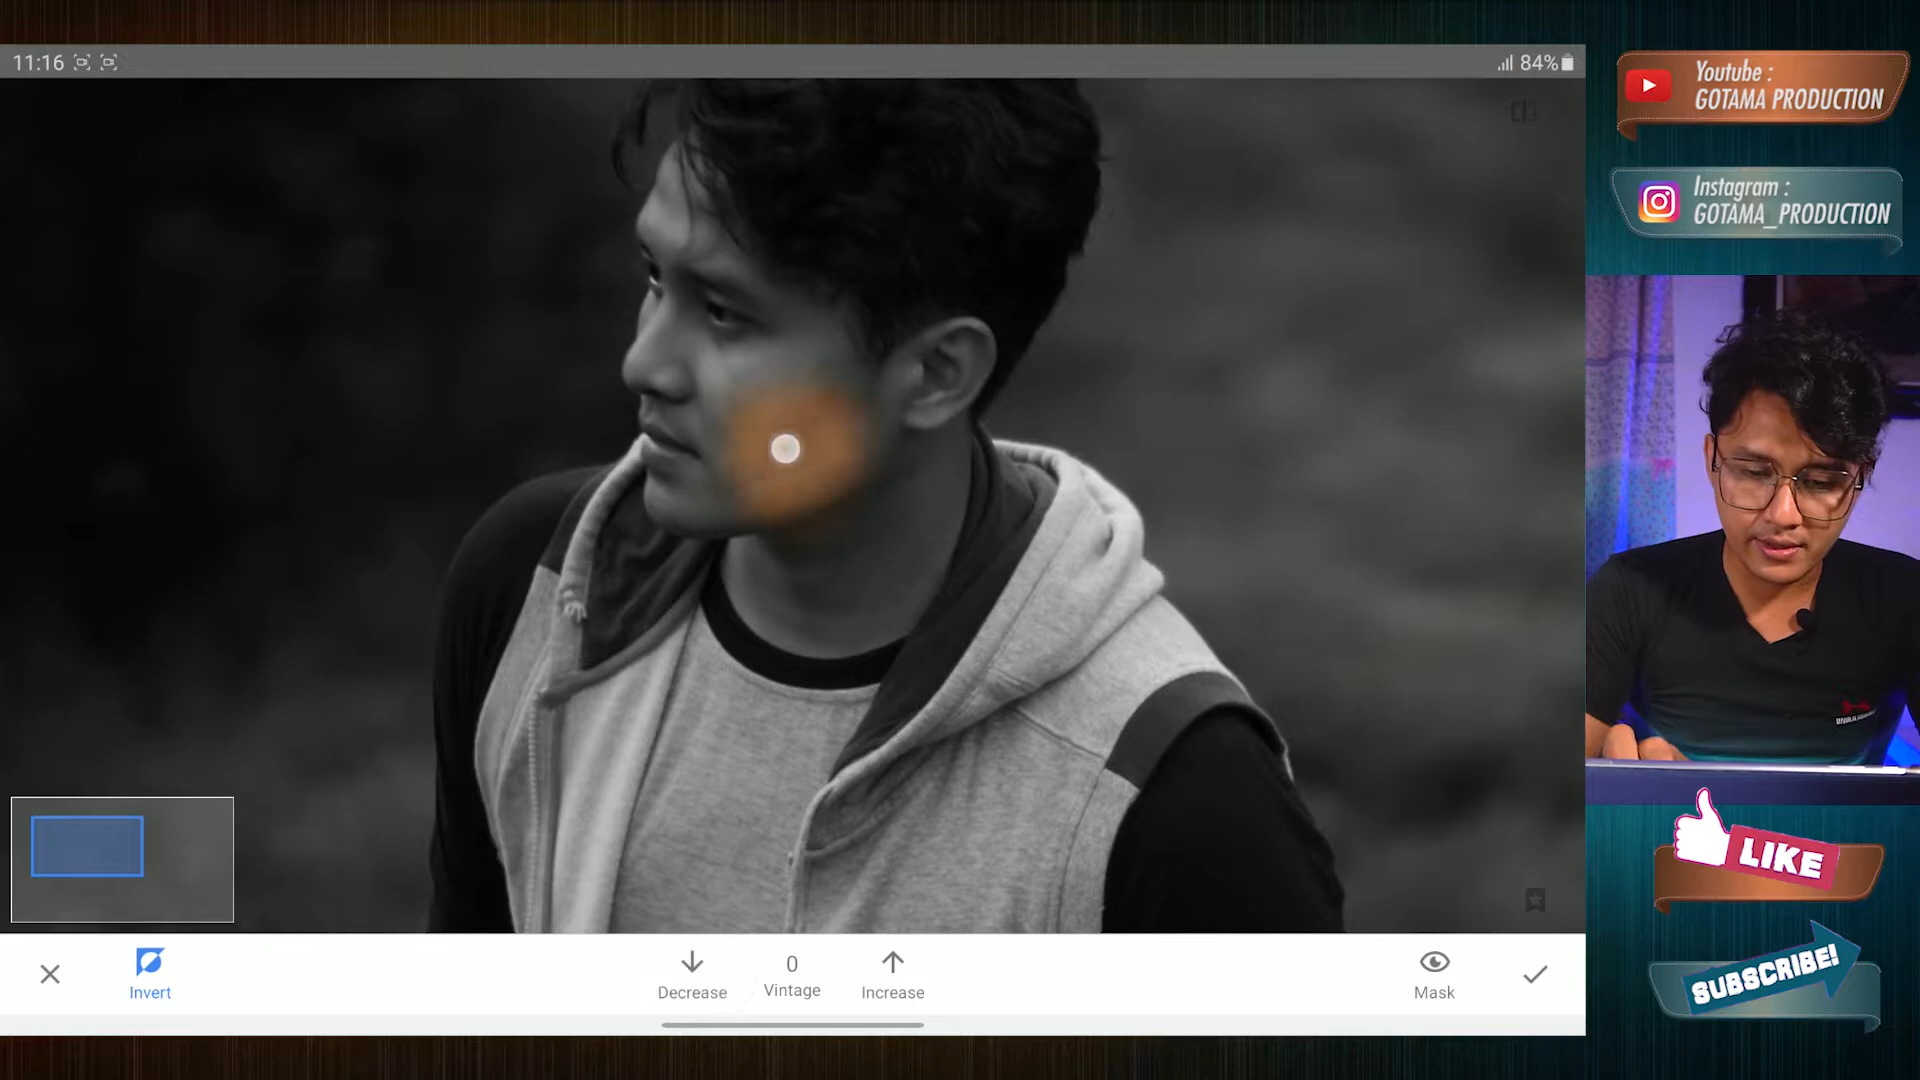 11:16
84%
Youtube :
GOTAMA PRODUCTION
Instagram :
GOTAMA_PRODUCTION
LIKE
SUBSCRIBE!
Invert
Decrease
0
Vintage
Increase
Mask